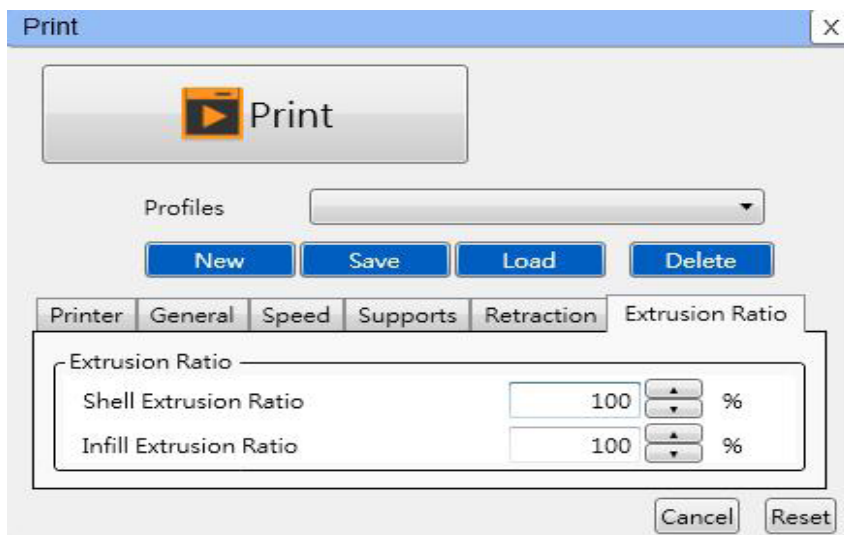 Print X
Print
Profiles
New Save Load Delete
Printer General Speed Supports Retraction Extrusion Ratio
Extrusion Ratio
Shell Extrusion Ratio 100 %
Infill Extrusion Ratio 100 %
Cancel Reset